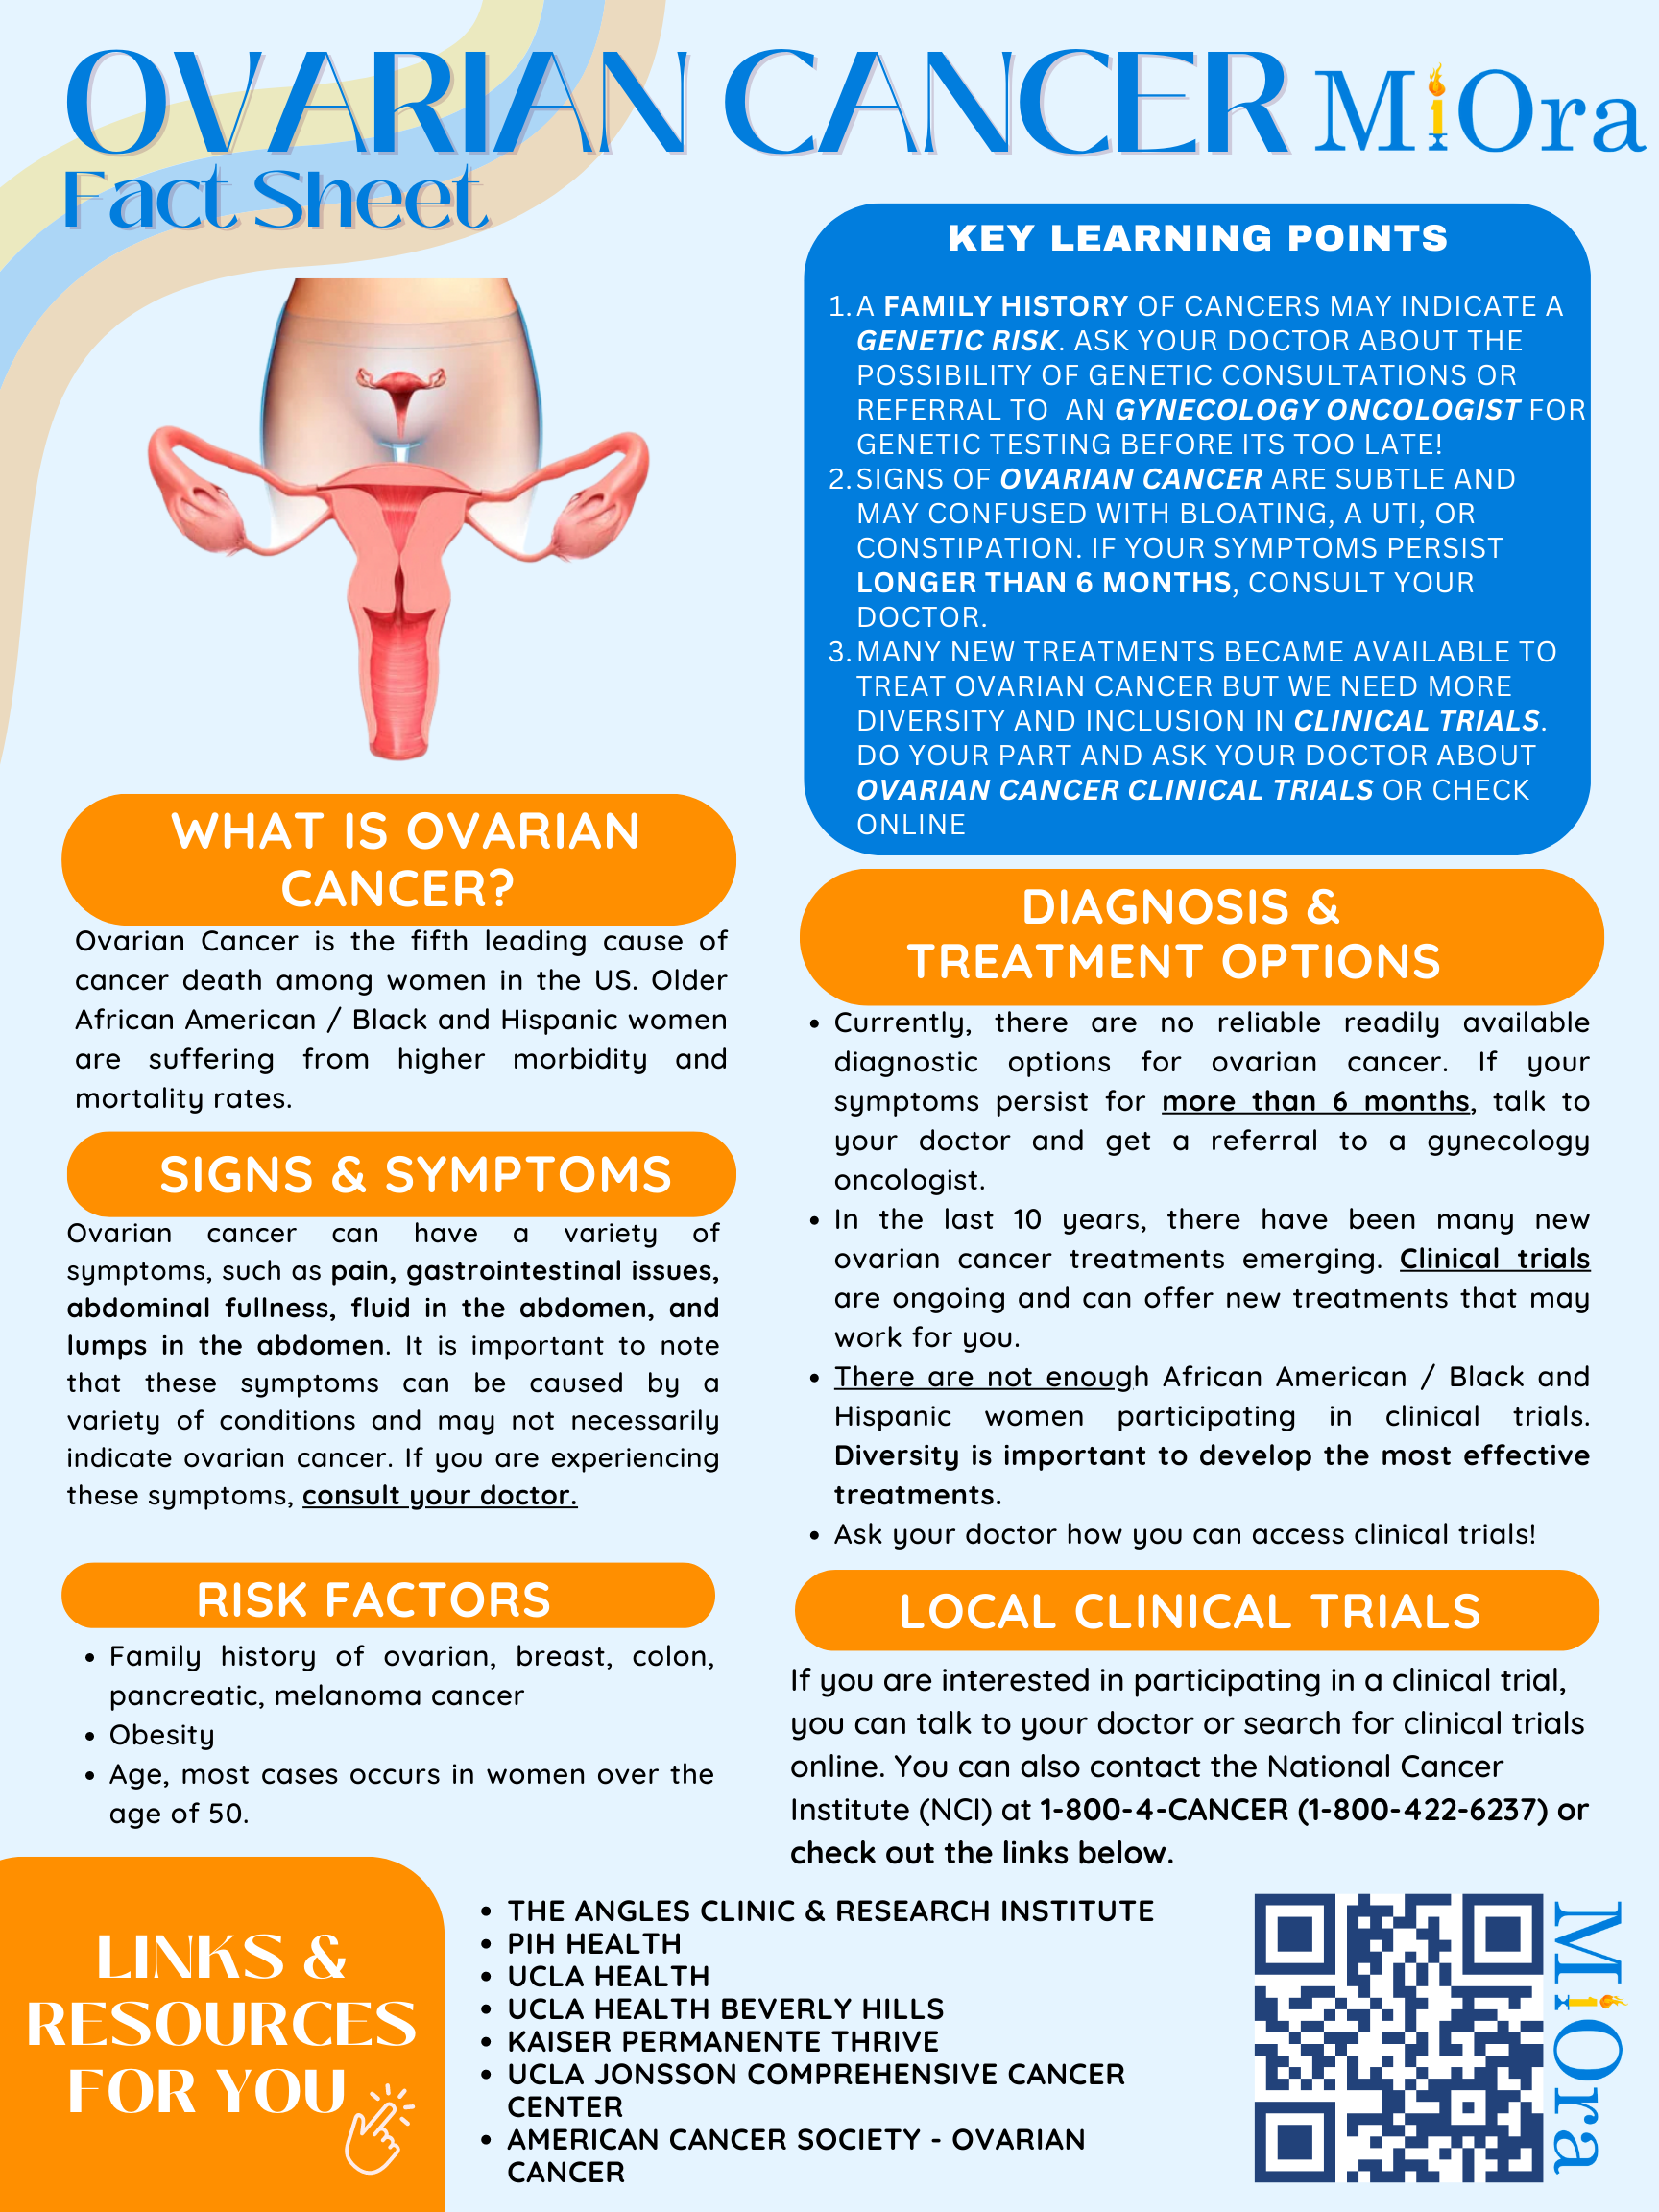 OVARIAN CANCER MiOra
Fact Sheet
KEY LEARNING POINTS
1. A FAMILY HISTORY OF CANCERS MAY INDICATE A
GENETIC RISK. ASK YOUR DOCTOR ABOUT THE
POSSIBILITY OF GENETIC CONSULTATIONS OR
REFERRAL TO AN GYNECOLOGY ONCOLOGIST FOR
GENETIC TESTING BEFORE ITS TOO LATE!
2. SIGNS OF OVARIAN CANCER ARE SUBTLE AND
MAY CONFUSED WITH BLOATING, A UTI, OR
CONSTIPATION. IF YOUR SYMPTOMS PERSIST
LONGER THAN 6 MONTHS, CONSULT YOUR
DOCTOR.
3. MANY NEW TREATMENTS BECAME AVAILABLE TO
TREAT OVARIAN CANCER BUT WE NEED MORE
DIVERSITY AND INCLUSION IN CLINICAL TRIALS.
DO YOUR PART AND ASK YOUR DOCTOR ABOUT
OVARIAN CANCER CLINICAL TRIALS OR CHECK
ONLINE
WHAT IS OVARIAN
CANCER?
Ovarian Cancer is the fifth leading cause of
cancer death among women in the US. Older
African American / Black and Hispanic women
are suffering from higher morbidity and
mortality rates.
SIGNS & SYMPTOMS
Ovarian cancer can have a variety of
symptoms, such as pain, gastrointestinal issues,
abdominal fullness, fluid in the abdomen, and
lumps in the abdomen. It is important to note
that these symptoms can be caused by a
variety of conditions and may not necessarily
indicate ovarian cancer. If you are experiencing
these symptoms, consult your doctor.
RISK FACTORS
• Family history of ovarian, breast, colon,
pancreatic, melanoma cancer
• Obesity
• Age, most cases occurs in women over the
age of 50.
DIAGNOSIS &
TREATMENT OPTIONS
• Currently, there are no reliable readily available
diagnostic options for ovarian cancer. If your
symptoms persist for more than 6 months, talk to
your doctor and get a referral to a gynecology
oncologist.
• In the last 10 years, there have been many new
ovarian cancer treatments emerging. Clinical trials
are ongoing and can offer new treatments that may
work for you.
• There are not enough African American / Black and
Hispanic women participating in clinical trials.
Diversity is important to develop the most effective
treatments.
• Ask your doctor how you can access clinical trials!
LOCAL CLINICAL TRIALS
If you are interested in participating in a clinical trial,
you can talk to your doctor or search for clinical trials
online. You can also contact the National Cancer
Institute (NCI) at 1-800-4-CANCER (1-800-422-6237) or
check out the links below.
LINKS &
RESOURCES
FOR YOU
• THE ANGLES CLINIC & RESEARCH INSTITUTE
• PIH HEALTH
• UCLA HEALTH
• UCLA HEALTH BEVERLY HILLS
• KAISER PERMANENTE THRIVE
• UCLA JONSSON COMPREHENSIVE CANCER
CENTER
• AMERICAN CANCER SOCIETY - OVARIAN
CANCER
MiOra